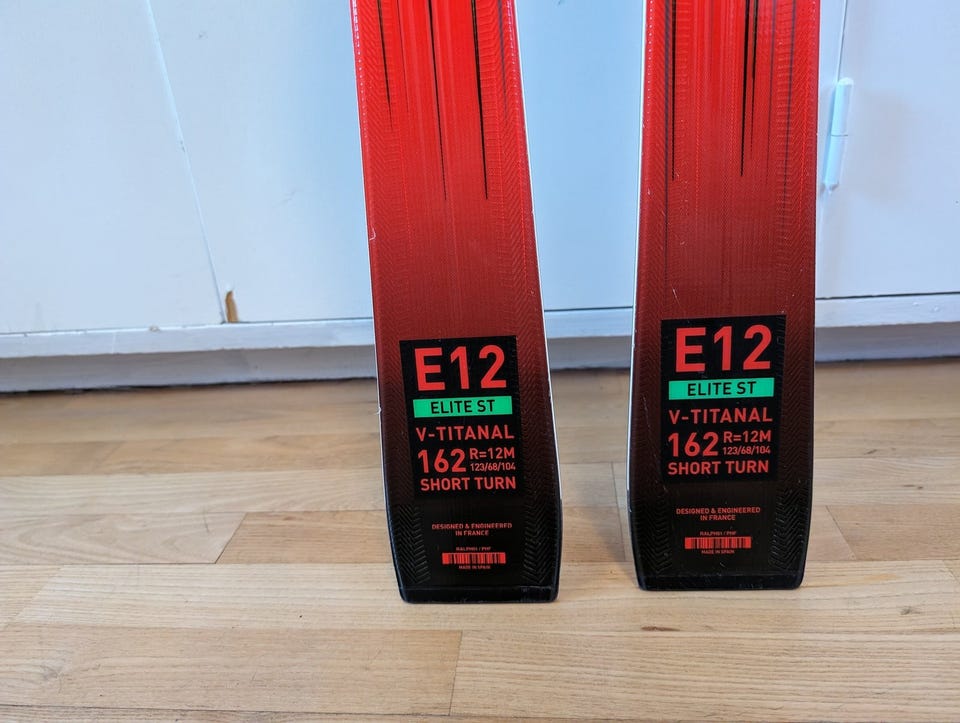 E12
ELITE ST
V-TITANAL
162 R=12M
123/68/104
SHORT TURN
DESIGNED & ENGINEERED
IN FRANCE
MADE IN SPAIN
E12
ELITE ST
V-TITANAL
162 R=12M
123/68/104
SHORT TURN
DESIGNED & ENGINEERED
IN FRANCE
MADE IN SPAIN